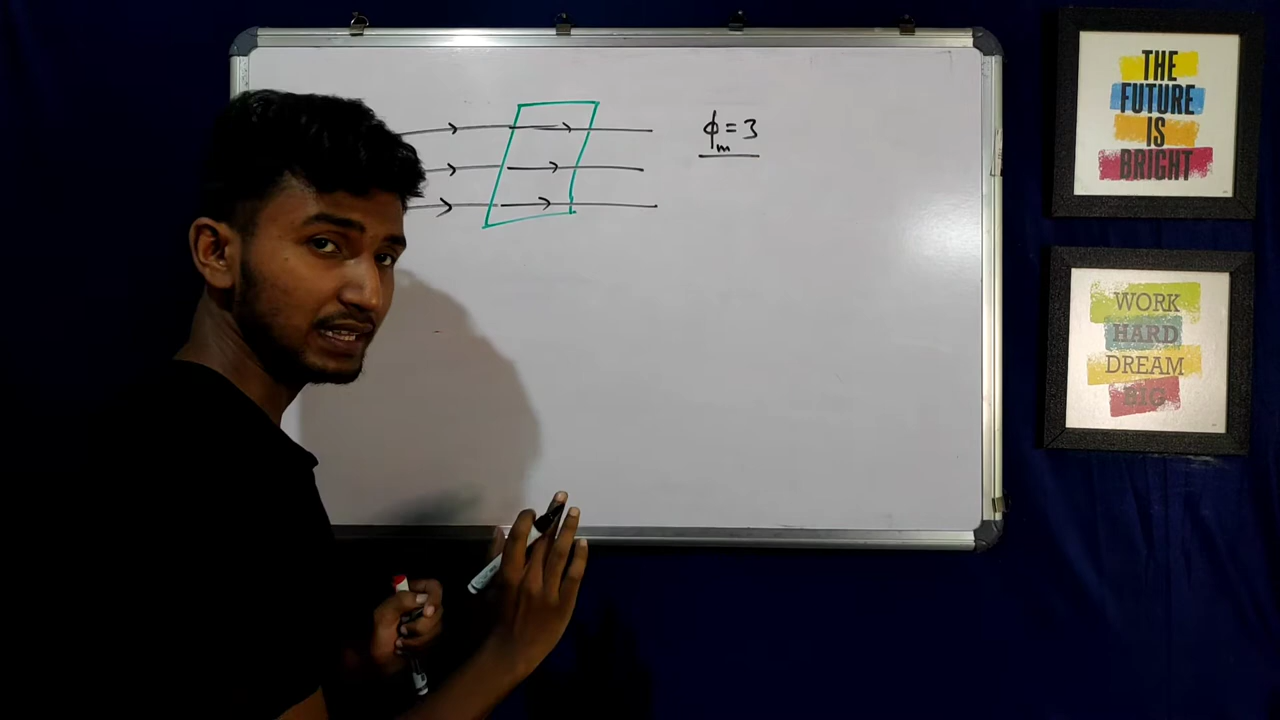 ϕₘ = 3
THE
FUTURE
IS
BRIGHT
WORK
HARD
DREAM
BIG